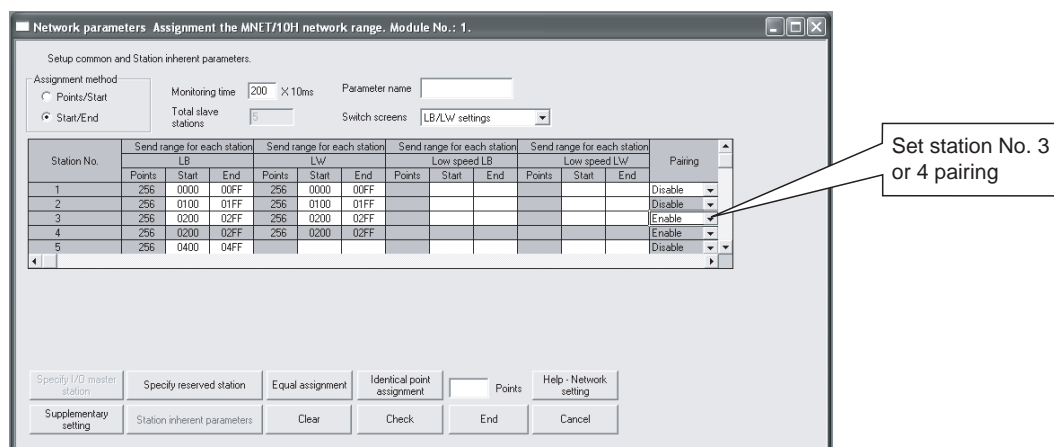 Network parameters Assignment the MNET/10H network range. Module No.: 1.
Setup common and Station inherent parameters.
Assignment method
Points/Start
Start/End
Monitoring time 200 X10ms
Total slave stations 5
Parameter name
Switch screens LB/LW settings
Station No. Send range for each station Send range for each station Send range for each station Send range for each station Pairing
LB LW Low speed LB Low speed LW
Points Start End Points Start End Points Start End Points Start End
1 256 0000 00FF 256 0000 00FF Disable
2 256 0100 01FF 256 0100 01FF Disable
3 256 0200 02FF 256 0200 02FF Enable
4 256 0200 02FF 256 0200 02FF Enable
5 256 0400 04FF Disable
Set station No. 3
or 4 pairing
Specify I/O master station
Specify reserved station
Equal assignment
Identical point assignment
Points
Help - Network setting
Supplementary setting
Station inherent parameters
Clear
Check
End
Cancel